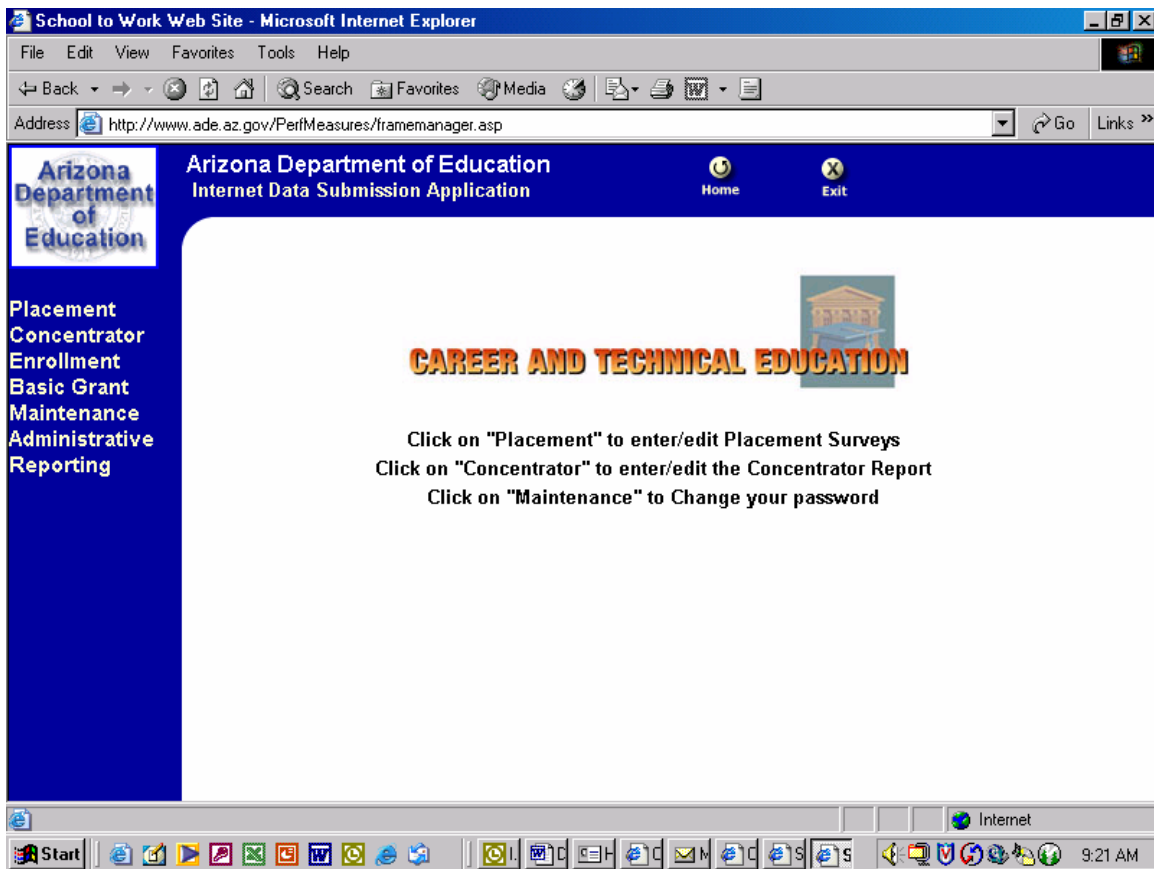 School to Work Web Site - Microsoft Internet Explorer
File Edit View Favorites Tools Help
Back Search Favorites Media
Address http://www.ade.az.gov/PerfMeasures/framemanager.asp Go Links »
Arizona
Department
of
Education
Arizona Department of Education
Internet Data Submission Application
Home Exit
Placement
Concentrator
Enrollment
Basic Grant
Maintenance
Administrative
Reporting
CAREER AND TECHNICAL EDUCATION
Click on "Placement" to enter/edit Placement Surveys
Click on "Concentrator" to enter/edit the Concentrator Report
Click on "Maintenance" to Change your password
Internet
Start 9:21 AM